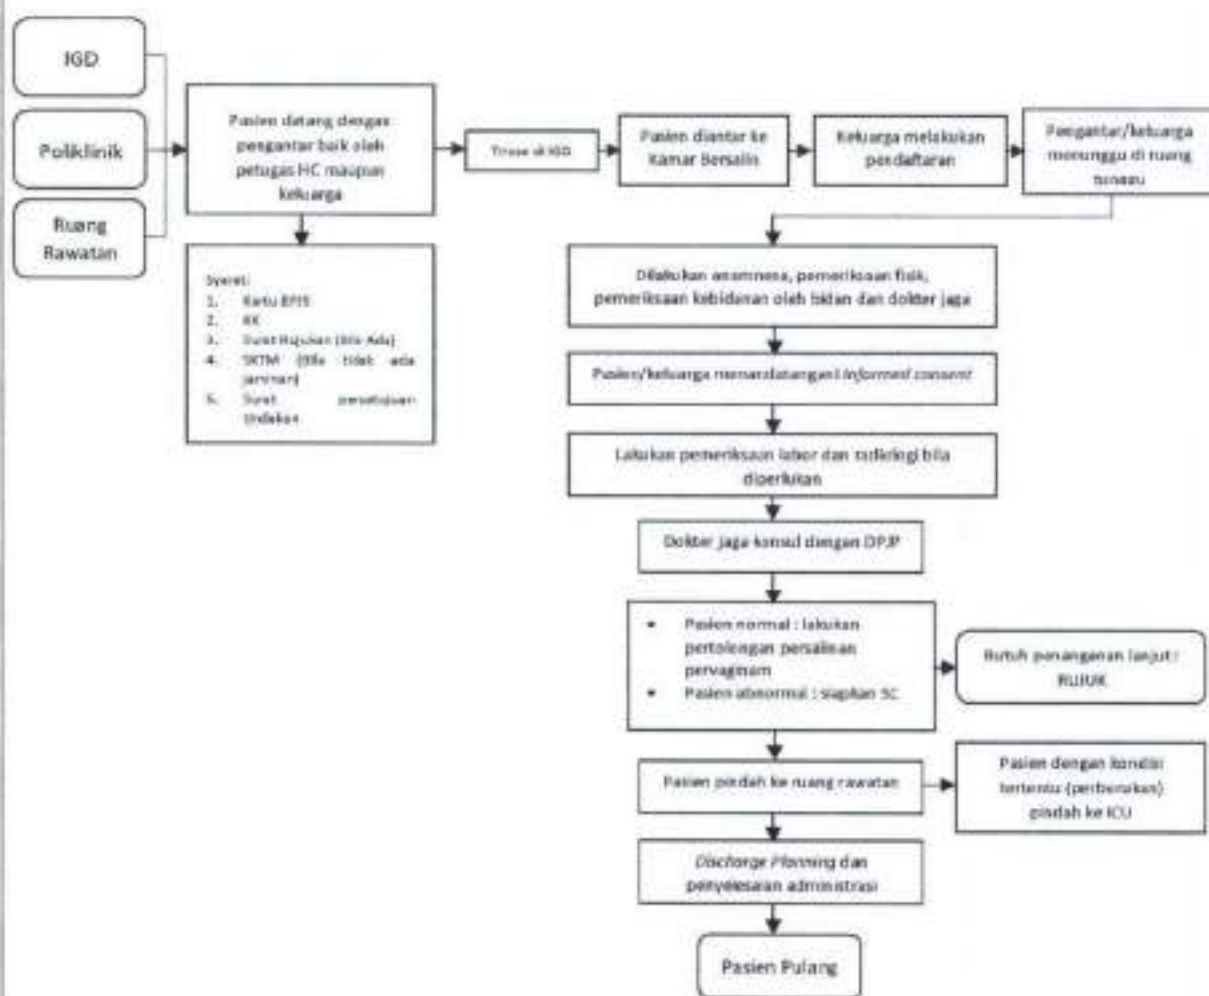 IGD
Poliklinik
Ruang
Rawatan
Pasien datang dengan
pengantar baik oleh
petugas HC maupun
keluarga
Syarat:
1. Kartu BPJS
2. KK
3. Surat Rujukan (Bila Ada)
4. SKTM (Bila tidak ada
jaminan)
5. Surat persetujuan
tindakan
Triase di IGD
Pasien diantar ke
Kamar Bersalin
Keluarga melakukan
pendaftaran
Pengantar/keluarga
menunggu di ruang
tunggu
Dilakukan anamnesa, pemeriksaan fisik,
pemeriksaan kebidanan oleh bidan dan dokter jaga
Pasien/keluarga menandatangani Informed consent
Lakukan pemeriksaan labor dan radiologi bila
diperlukan
Dokter jaga konsul dengan DPJP
• Pasien normal : lakukan
pertolongan persalinan
pervaginam
• Pasien abnormal : siapkan SC
Butuh penanganan lanjut :
RUJUK
Pasien pindah ke ruang rawatan
Pasien dengan kondisi
tertentu (perburukan)
pindah ke ICU
Discharge Planning dan
penyelesaian administrasi
Pasien Pulang